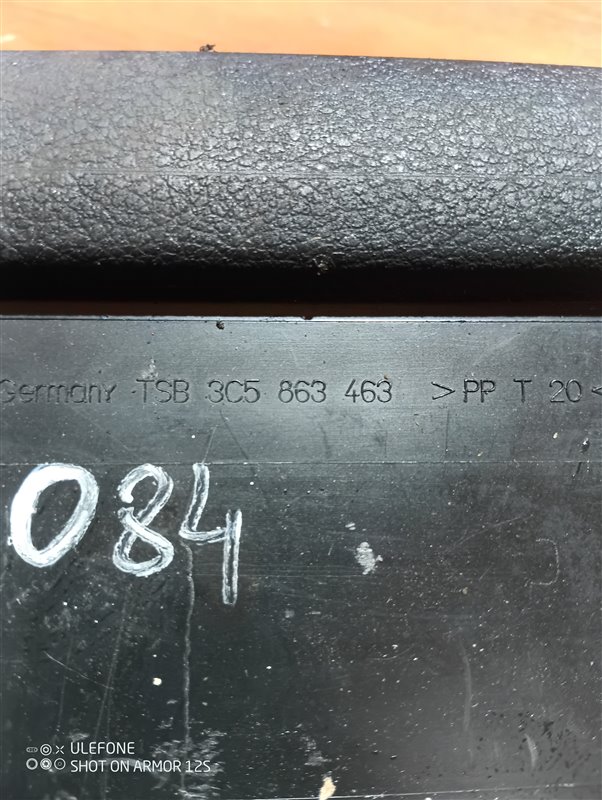 Germany TSB 3C5 863 463 >PP T 20<
084
ULEFONE
SHOT ON ARMOR 12S